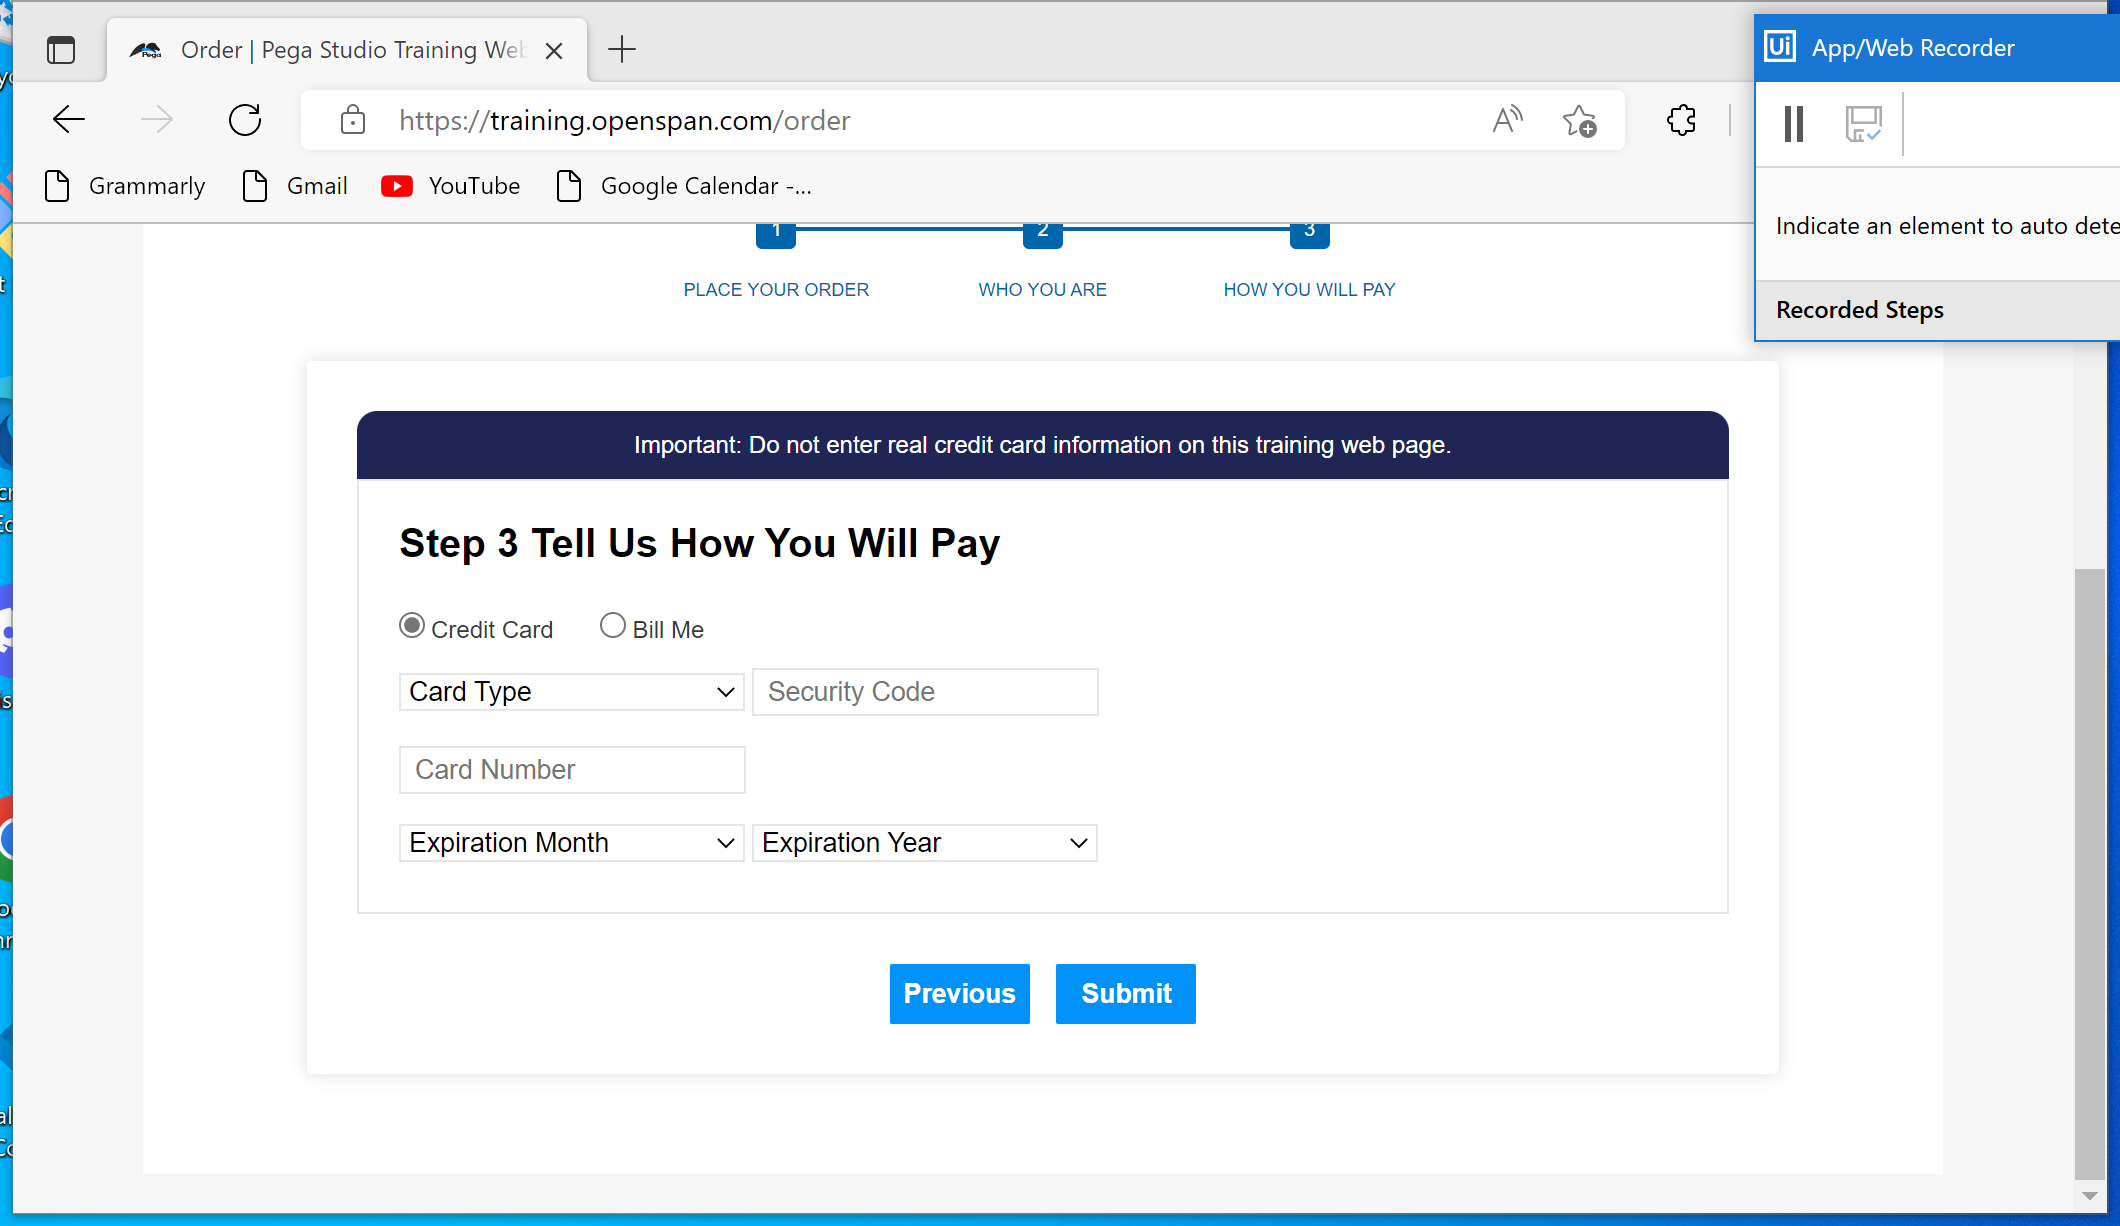 Order | Pega Studio Training Web
App/Web Recorder
https://training.openspan.com/order
Grammarly
Gmail
YouTube
Google Calendar -...
Indicate an element to auto dete
Recorded Steps
1
2
3
PLACE YOUR ORDER
WHO YOU ARE
HOW YOU WILL PAY
Important: Do not enter real credit card information on this training web page.
Step 3 Tell Us How You Will Pay
Credit Card
Bill Me
Card Type
Security Code
Card Number
Expiration Month
Expiration Year
Previous
Submit